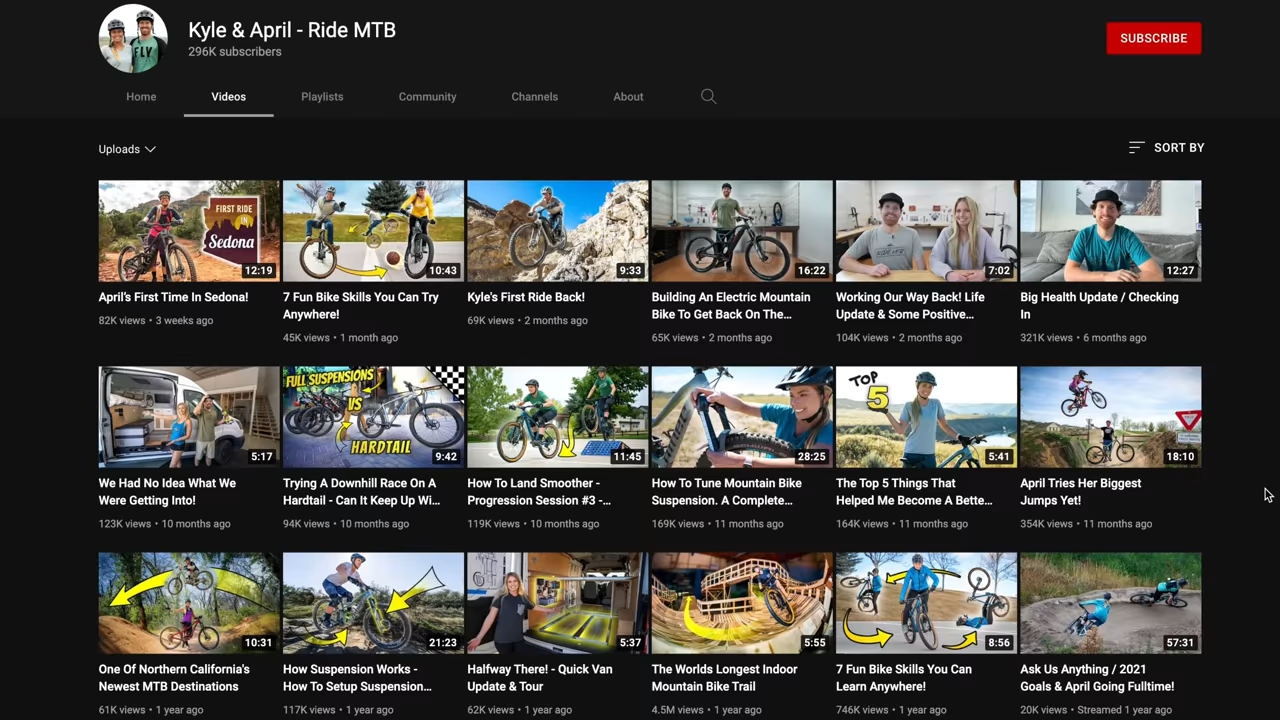 Kyle & April - Ride MTB
296K subscribers
SUBSCRIBE
FLY
Home
Videos
Playlists
Community
Channels
About
Uploads
SORT BY
FIRST RIDE
IN
Sedona
12:19
10:43
9:33
16:22
7:02
12:27
April's First Time In Sedona!
82K views • 3 weeks ago
7 Fun Bike Skills You Can Try
Anywhere!
45K views • 1 month ago
Kyle's First Ride Back!
69K views • 2 months ago
Building An Electric Mountain
Bike To Get Back On The...
65K views • 2 months ago
Working Our Way Back! Life
Update & Some Positive...
104K views • 2 months ago
Big Health Update / Checking
In
321K views • 6 months ago
5:17
FULL SUSPENSIONS
VS
HARDTAIL
9:42
11:45
28:25
TOP
5
5:41
18:10
We Had No Idea What We
Were Getting Into!
123K views • 10 months ago
Trying A Downhill Race On A
Hardtail - Can It Keep Up Wi...
94K views • 10 months ago
How To Land Smoother -
Progression Session #3 -...
119K views • 10 months ago
How To Tune Mountain Bike
Suspension. A Complete...
169K views • 11 months ago
The Top 5 Things That
Helped Me Become A Bette...
164K views • 11 months ago
April Tries Her Biggest
Jumps Yet!
354K views • 11 months ago
10:31
21:23
5:37
5:55
8:56
57:31
One Of Northern California's
Newest MTB Destinations
61K views • 1 year ago
How Suspension Works -
How To Setup Suspension...
117K views • 1 year ago
Halfway There! - Quick Van
Update & Tour
62K views • 1 year ago
The Worlds Longest Indoor
Mountain Bike Trail
4.5M views • 1 year ago
7 Fun Bike Skills You Can
Learn Anywhere!
746K views • 1 year ago
Ask Us Anything / 2021
Goals & April Going Fulltime!
20K views • Streamed 1 year ago